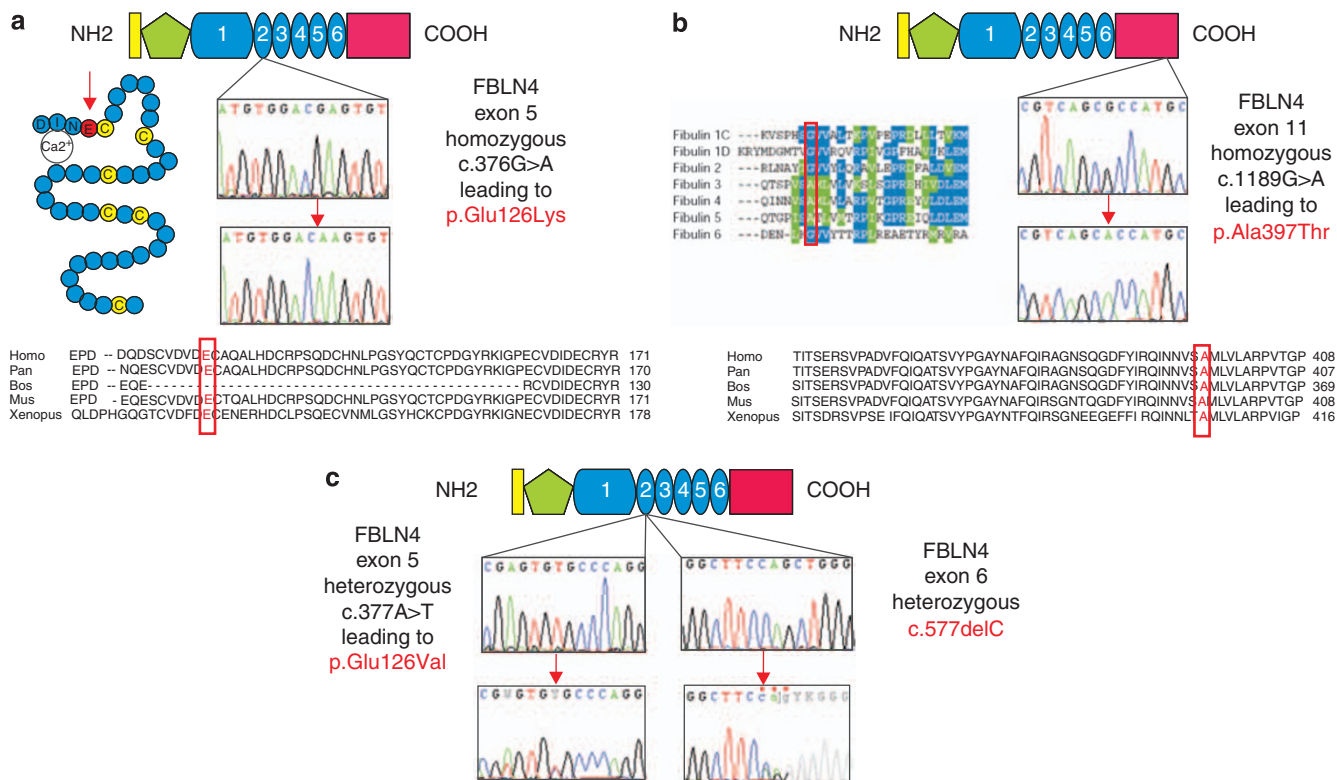 a
NH2 1 2 3 4 5 6 COOH
D I N E C
Ca2+
C
C
C C
C
ATGTGGACGAGTGT
ATGTGGACAAGTGT
FBLN4
exon 5
homozygous
c.376G>A
leading to
p.Glu126Lys
Homo EPD -- DQDSCVDVDECAQALHDCRPSQDCHNLPGSYQCTCPDGYRKIGPECVDIDECRYR 171
Pan EPD -- NQESCVDVDECAQALHDCRPSQDCHNLPGSYQCTCPDGYRKIGPECVDIDECRYR 170
Bos EPD -- EQE--------------------------------------RCVDIDECRYR 130
Mus EPD -- EQESCVDVDECTQALHDCRPSQDCHNLPGSYQCTCPDGYRKIGPECVDIDECRYR 171
Xenopus QLDPHGQGTCVDFDECENERHDCLPSQECVNMLGSYHCKCPDGYRKIGNECVDIDECRYR 178
b
NH2 1 2 3 4 5 6 COOH
Fibulin 1C
Fibulin 1D
Fibulin 2
Fibulin 3
Fibulin 4
Fibulin 5
Fibulin 6
CGTCAGCGCCATGC
CGTCAGCACCATGC
FBLN4
exon 11
homozygous
c.1189G>A
leading to
p.Ala397Thr
Homo TITSERSVPADVFQIQATSVYPGAYNAFQIRAGNSQGDFYIRQINNVSAMLVLARPVTGP 408
Pan TITSERSVPADVFQIQATSVYPGAYNAFQIRAGNSQGDFYIRQINNVSAMLVLARPVTGP 407
Bos SITSERSVPADVFQIQATSVYPGAYNAFQIRAGNSQGDFYIRQINNVSAMLVLARPVTGP 369
Mus SITSERSVPADVFQIQATSVYPGAYNAFQIRSGNTQGDFYIRQINNVSAMLVLARPVTGP 408
Xenopus SITSDRSVPSE IFQIQATSVYPGAYNTFQIRSGNEEGEFFI RQINNLTAMLVLARPVIGP 416
c
NH2 1 2 3 4 5 6 COOH
FBLN4
exon 5
heterozygous
c.377A>T
leading to
p.Glu126Val
CGAGTGTGCCCAGG
CGWGTGTGCCCAGG
GGCTTCCAGCTGGG
GGCTTCCagYKGGG
FBLN4
exon 6
heterozygous
c.577delC